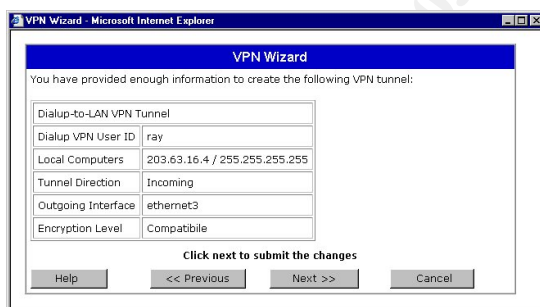 VPN Wizard - Microsoft Internet Explorer
VPN Wizard
You have provided enough information to create the following VPN tunnel:
Dialup-to-LAN VPN Tunnel
Dialup VPN User ID ray
Local Computers 203.63.16.4 / 255.255.255.255
Tunnel Direction Incoming
Outgoing Interface ethernet3
Encryption Level Compatibile
Click next to submit the changes
Help << Previous Next >> Cancel